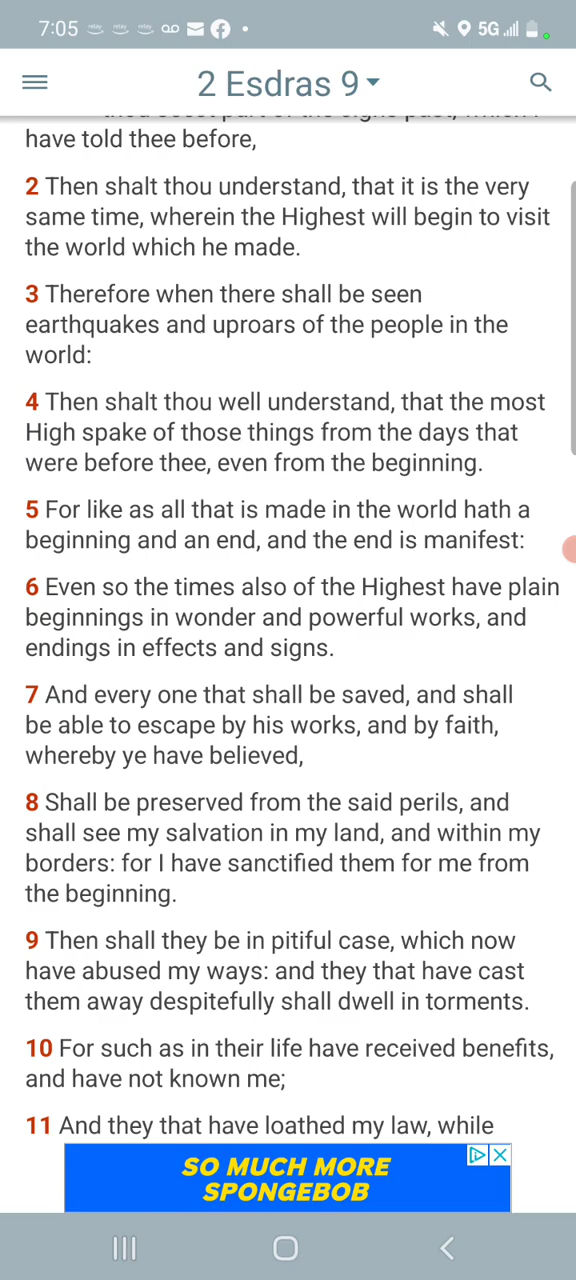 7:05
5G
2 Esdras 9
have told thee before,
2 Then shalt thou understand, that it is the very
same time, wherein the Highest will begin to visit
the world which he made.
3 Therefore when there shall be seen
earthquakes and uproars of the people in the
world:
4 Then shalt thou well understand, that the most
High spake of those things from the days that
were before thee, even from the beginning.
5 For like as all that is made in the world hath a
beginning and an end, and the end is manifest:
6 Even so the times also of the Highest have plain
beginnings in wonder and powerful works, and
endings in effects and signs.
7 And every one that shall be saved, and shall
be able to escape by his works, and by faith,
whereby ye have believed,
8 Shall be preserved from the said perils, and
shall see my salvation in my land, and within my
borders: for I have sanctified them for me from
the beginning.
9 Then shall they be in pitiful case, which now
have abused my ways: and they that have cast
them away despitefully shall dwell in torments.
10 For such as in their life have received benefits,
and have not known me;
11 And they that have loathed my law, while
SO MUCH MORE
SPONGEBOB